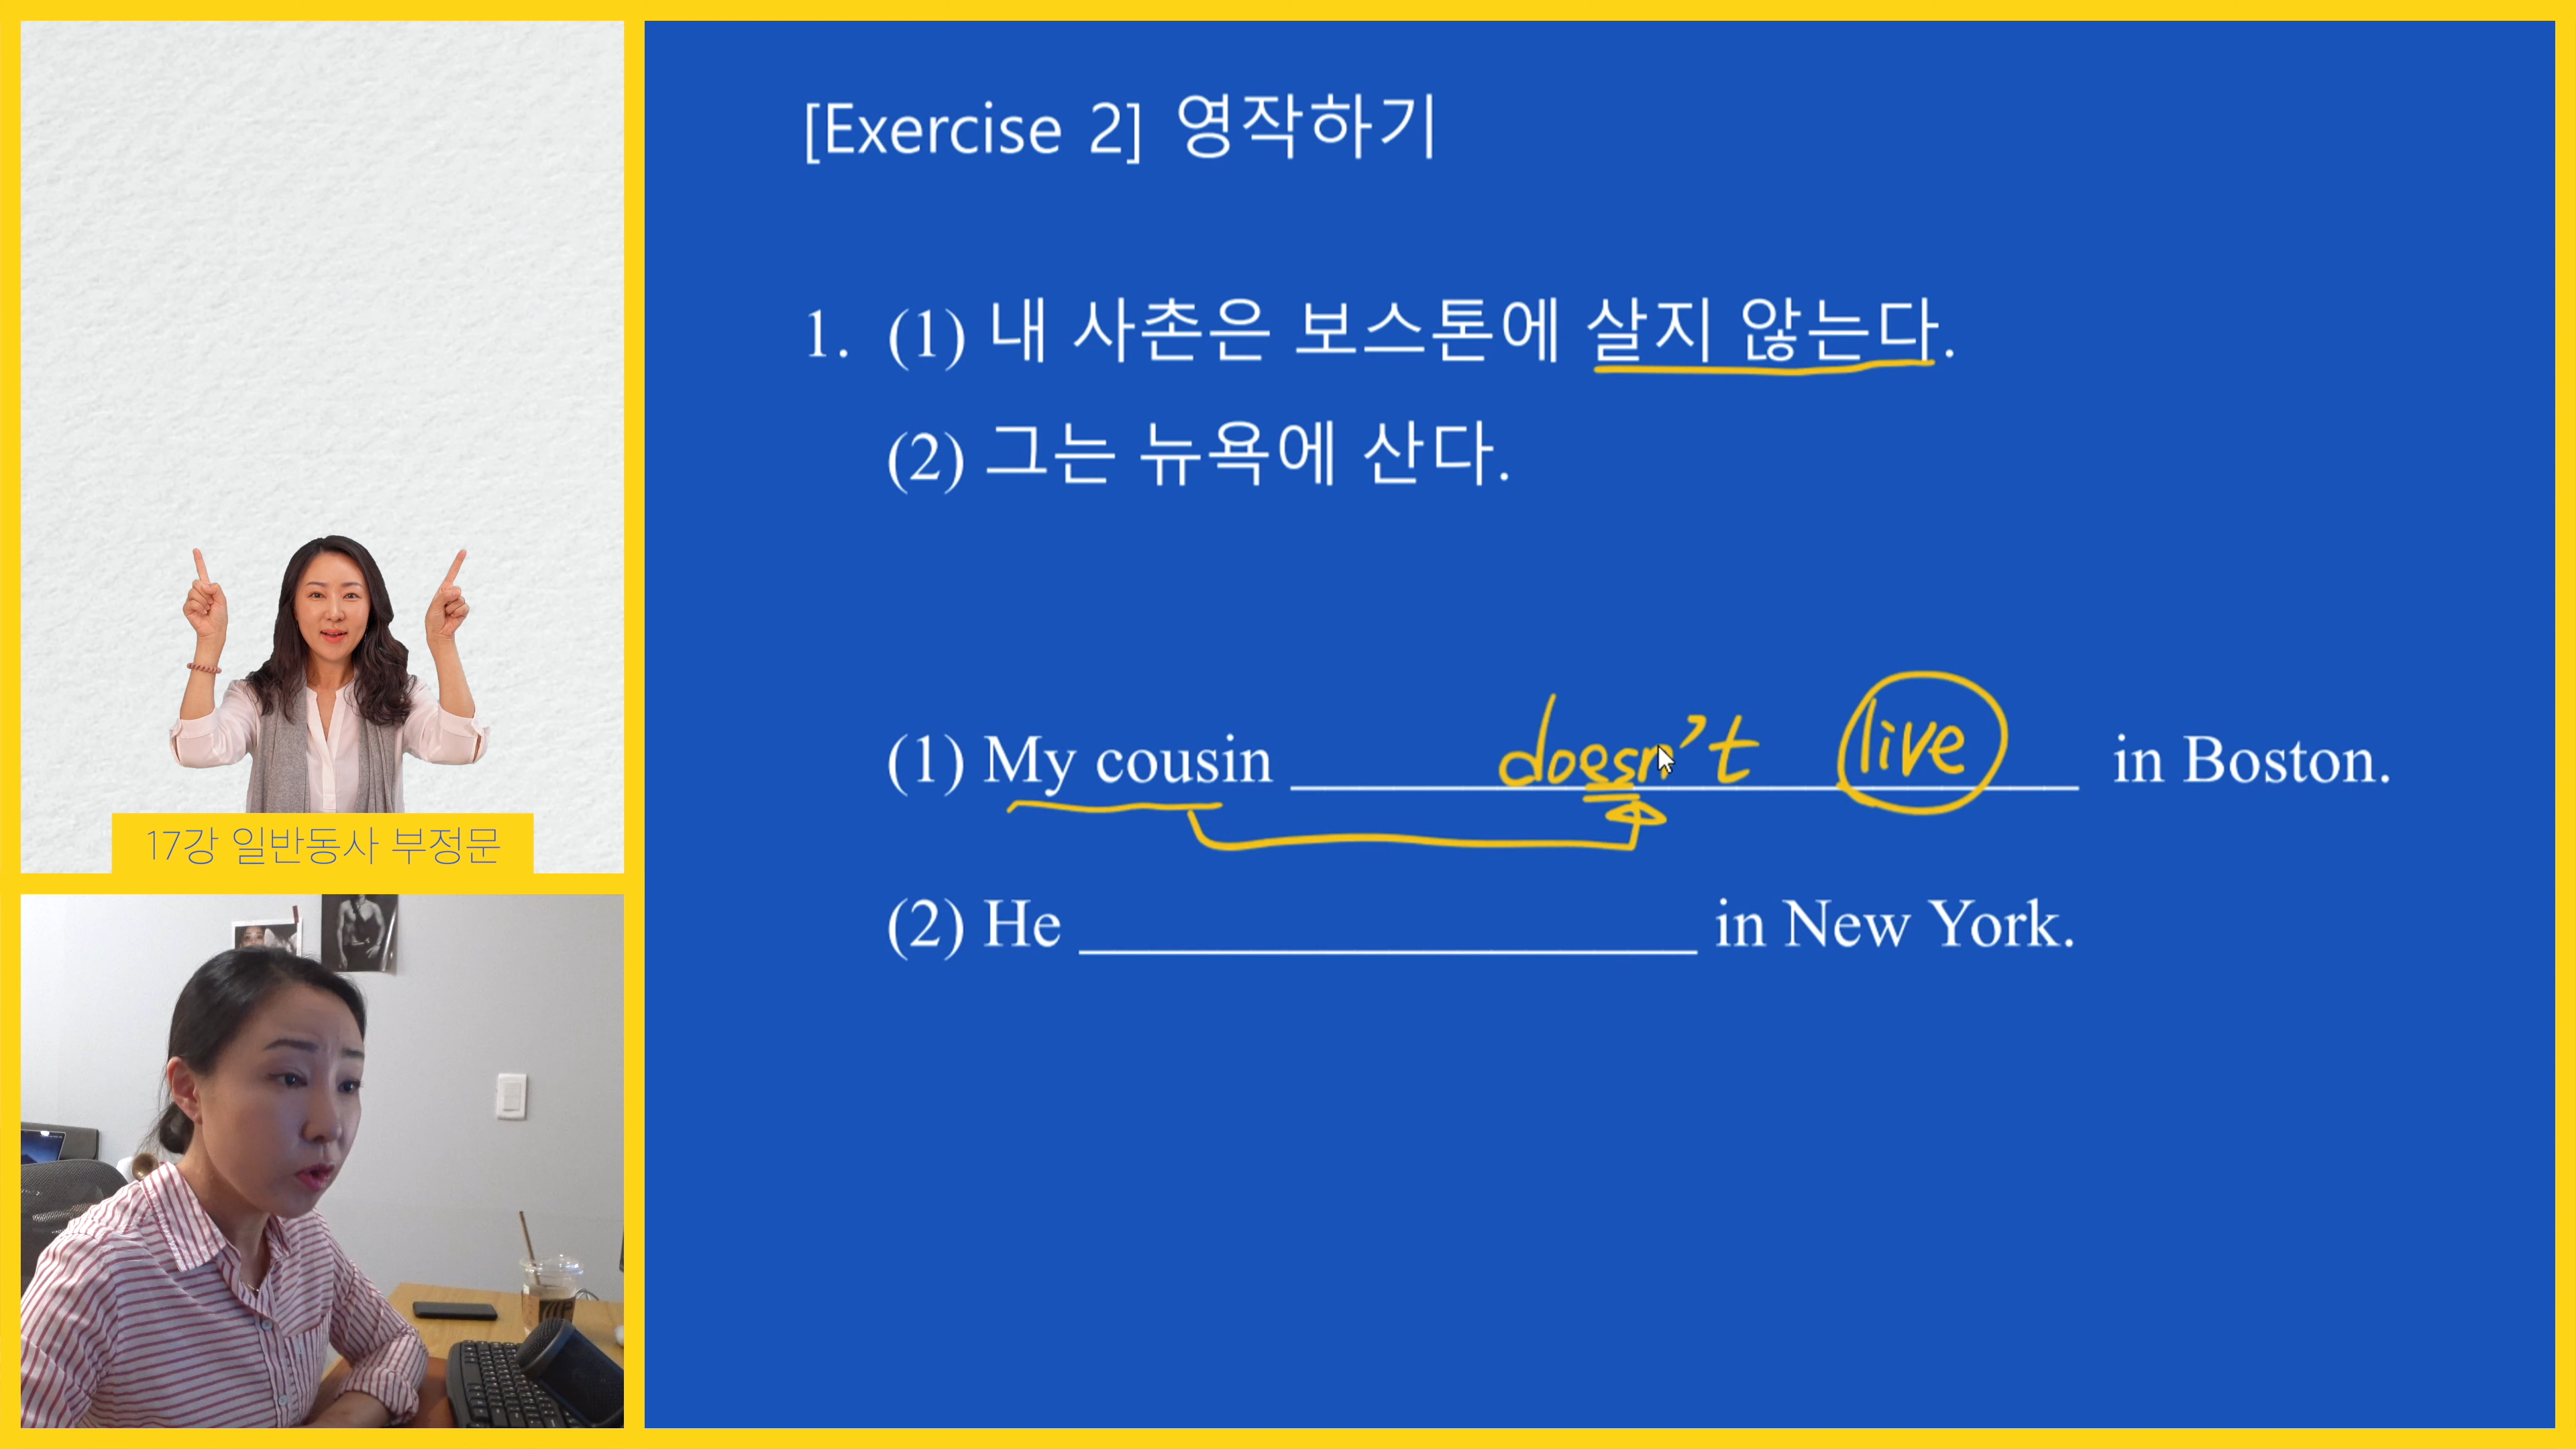 [Exercise 2] 영작하기
1. (1) 내 사촌은 보스톤에 살지 않는다.
(2) 그는 뉴욕에 산다.
(1) My cousin doesn't live in Boston.
(2) He ____________ in New York.
17강 일반동사 부정문